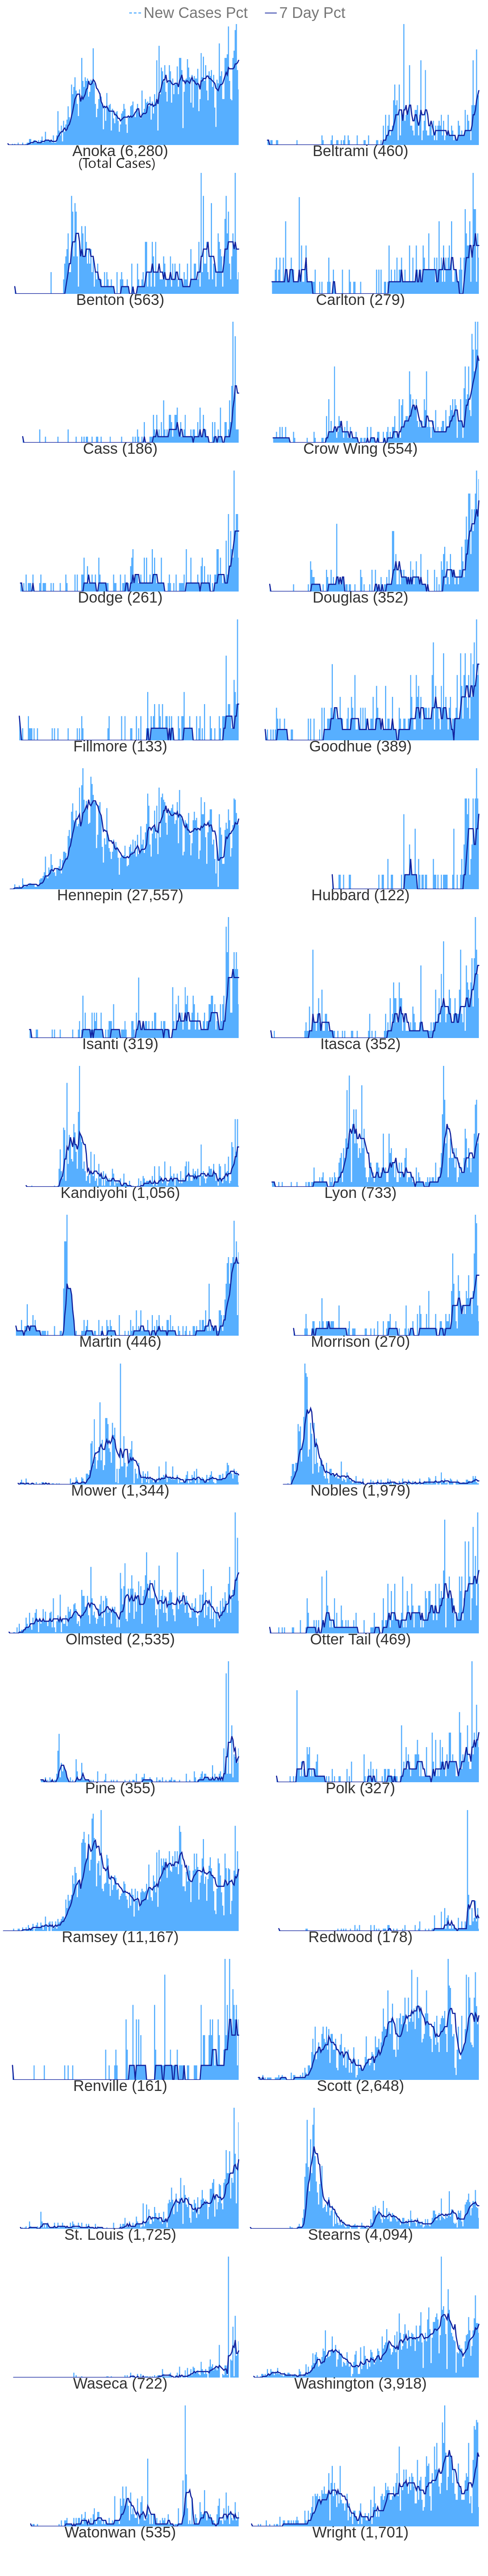 New Cases Pct 7 Day Pct
Anoka (6,280) Beltrami (460)
(Total Cases)
Benton (563) Carlton (279)
Cass (186) Crow Wing (554)
Dodge (261) Douglas (352)
Fillmore (133) Goodhue (389)
Hennepin (27,557) Hubbard (122)
Isanti (319) Itasca (352)
Kandiyohi (1,056) Lyon (733)
Martin (446) Morrison (270)
Mower (1,344) Nobles (1,979)
Olmsted (2,535) Otter Tail (469)
Pine (355) Polk (327)
Ramsey (11,167) Redwood (178)
Renville (161) Scott (2,648)
St. Louis (1,725) Stearns (4,094)
Waseca (722) Washington (3,918)
Watonwan (535) Wright (1,701)